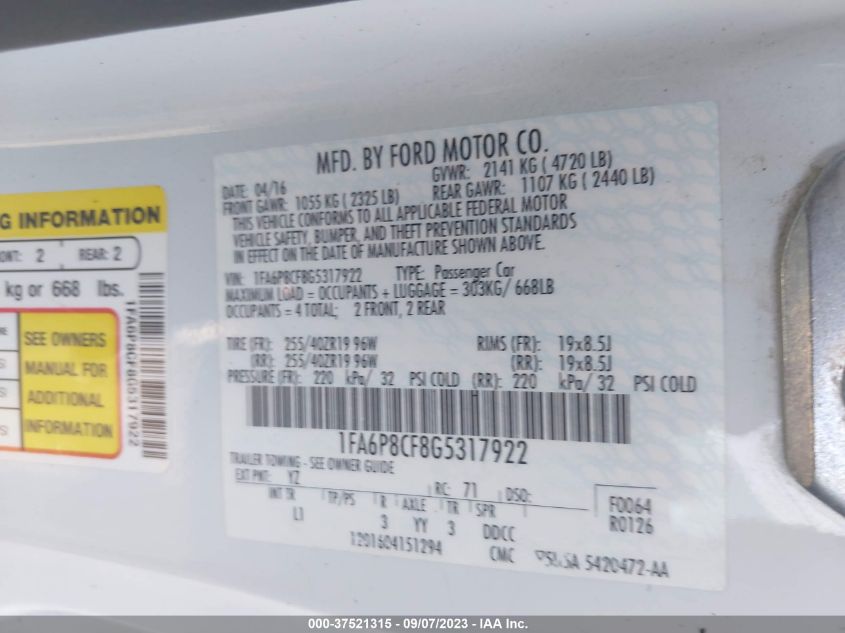 MFD. BY FORD MOTOR CO.
DATE: 04/16 GVWR: 2141 KG ( 4720 LB)
FRONT GAWR: 1055 KG ( 2325 LB) REAR GAWR: 1107 KG ( 2440 LB)
THIS VEHICLE CONFORMS TO ALL APPLICABLE FEDERAL MOTOR
VEHICLE SAFETY, BUMPER, AND THEFT PREVENTION STANDARDS
IN EFFECT ON THE DATE OF MANUFACTURE SHOWN ABOVE.
VIN: 1FA6P8CF8G5317922 TYPE: Passenger Car
MAXIMUM LOAD = OCCUPANTS + LUGGAGE = 303KG/ 668LB
OCCUPANTS = 4 TOTAL; 2 FRONT, 2 REAR
TIRE (FR): 255/40ZR19 96W RIMS (FR): 19x8.5J
(RR): 255/40ZR19 96W (RR): 19x8.5J
PRESSURE (FR): 220 kPa/ 32 PSI COLD (RR): 220 kPa/ 32 PSI COLD
1FA6P8CF8G5317922
TRAILER TOWING - SEE OWNER GUIDE
EXT PNT: YZ RC: 71 DSO:
INT TR TP/PS R AXLE TR SPR
L1 3 YY 3 DDCC
1201604151294 CMC 5420472-AA
F0064
R0126
G INFORMATION
ONT: 2 REAR: 2
kg or 668 lbs.
SEE OWNERS
MANUAL FOR
ADDITIONAL
INFORMATION
1FA6P8CF8G5317922
000-37521315 - 09/07/2023 - IAA Inc.